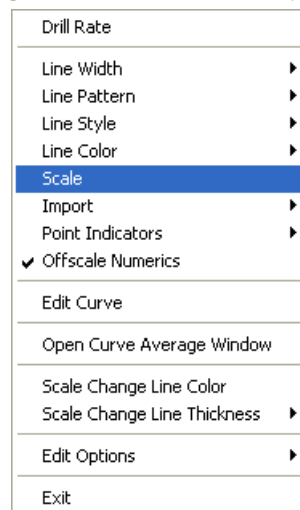 Drill Rate
Line Width
Line Pattern
Line Style
Line Color
Scale
Import
Point Indicators
Offscale Numerics
Edit Curve
Open Curve Average Window
Scale Change Line Color
Scale Change Line Thickness
Edit Options
Exit